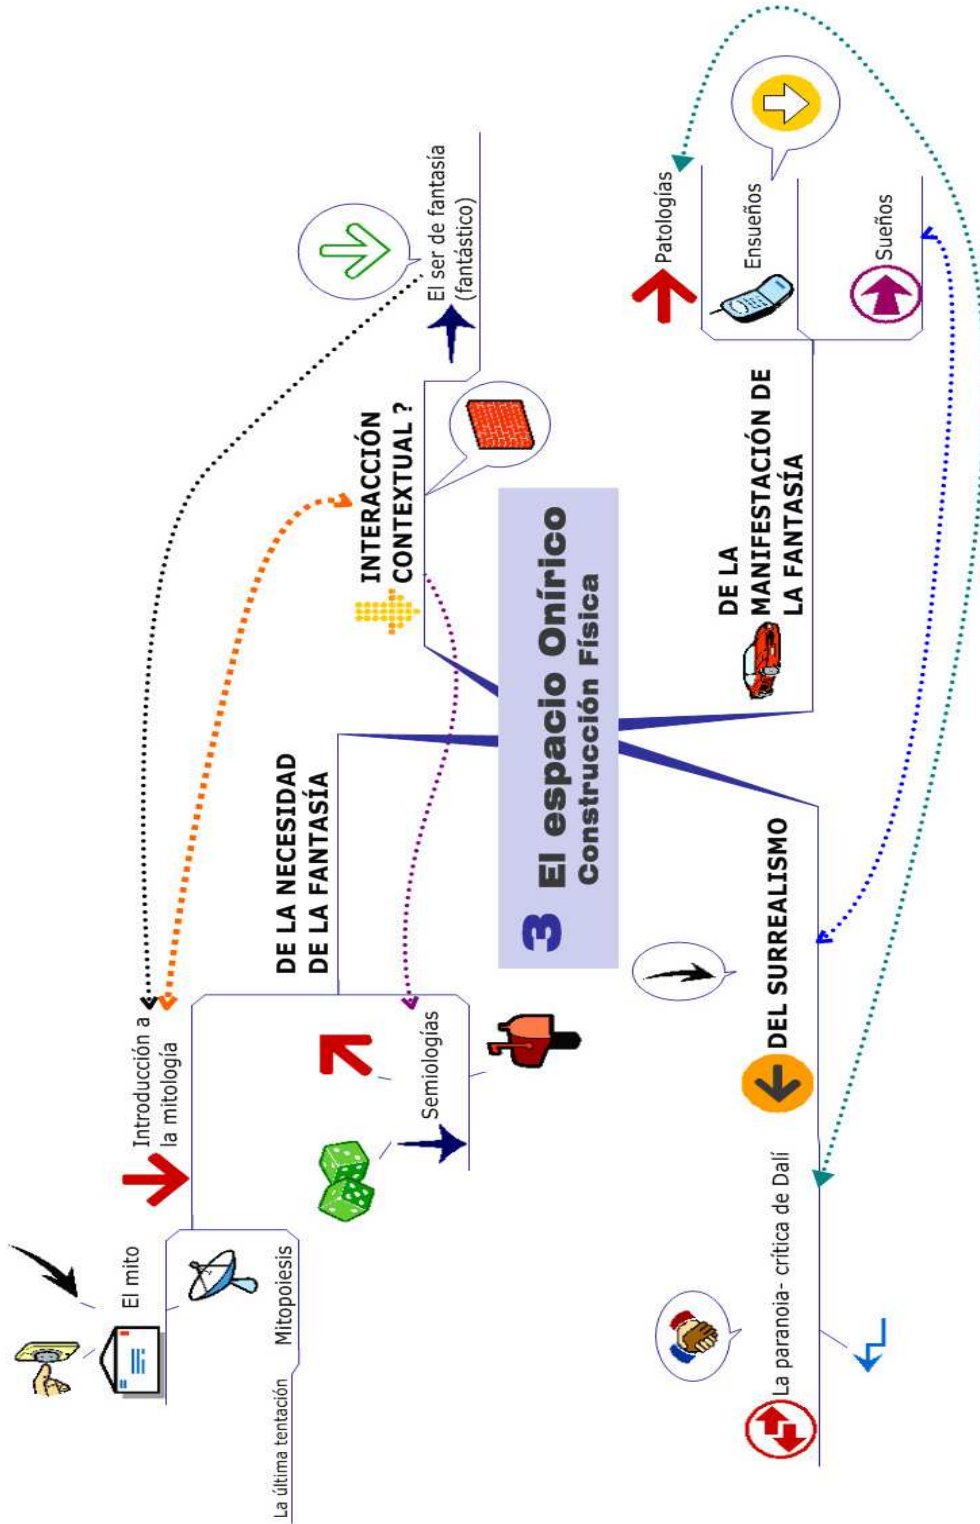 3 El espacio Onírico
Construcción Física
DE LA NECESIDAD
DE LA FANTASÍA
Introducción a
la mitología
El mito
Mitopoiesis
La última tentación
Semiologías
INTERACCIÓN
CONTEXTUAL ?
El ser de fantasía
(fantástico)
DEL SURREALISMO
La paranoia- crítica de Dalí
DE LA
MANIFESTACIÓN DE
LA FANTASÍA
Patologías
Ensueños
Sueños